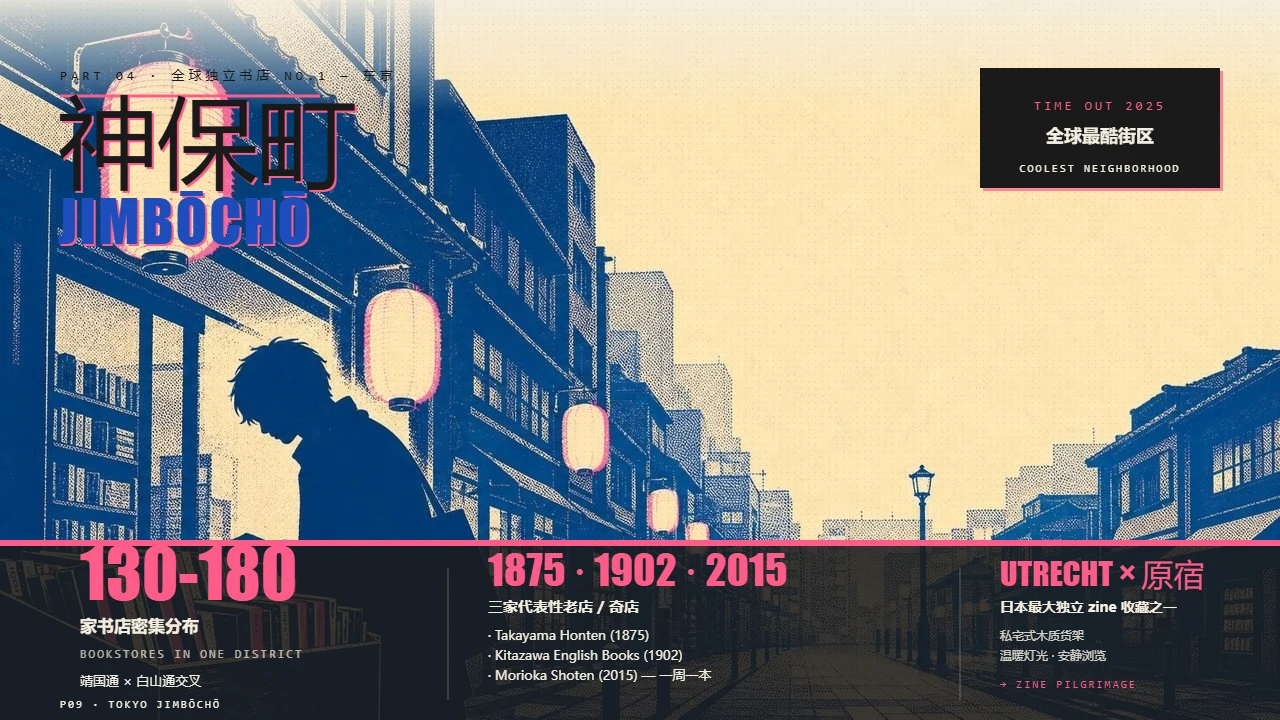 PART 04 · 全球独立书店 NO.1 — 东京
神保町
JIMBŌCHŌ
TIME OUT 2025
全球最酷街区
COOLEST NEIGHBORHOOD
130-180
家书店密集分布
BOOKSTORES IN ONE DISTRICT
靖国通 × 白山通交叉
1875 · 1902 · 2015
三家代表性老店 / 奇店
· Takayama Honten (1875)
· Kitazawa English Books (1902)
· Morioka Shoten (2015) — 一周一本
UTRECHT × 原宿
日本最大独立 zine 收藏之一
私宅式木质货架
温暖灯光 · 安静浏览
→ ZINE PILGRIMAGE
P09 · TOKYO JIMBŌCHŌ